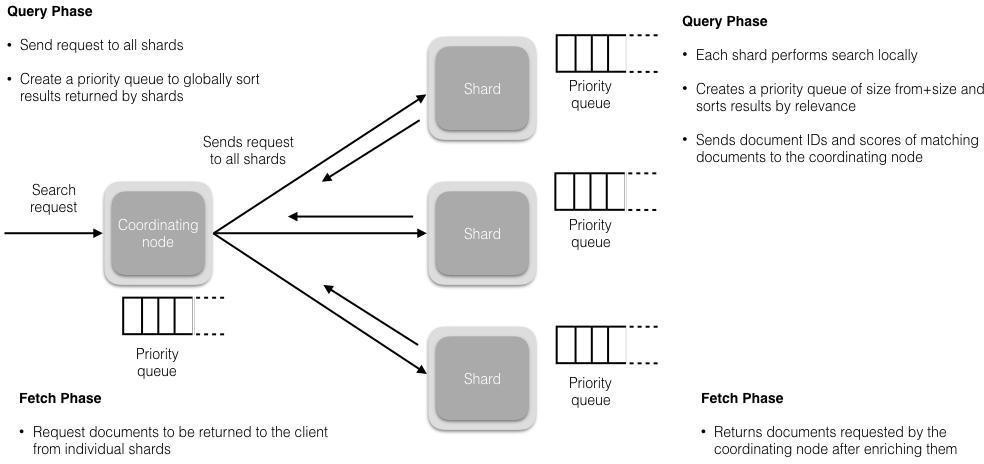 Query Phase
• Send request to all shards
• Create a priority queue to globally sort
results returned by shards
Search
request
Coordinating
node
Priority
queue
Sends request
to all shards
Shard
Priority
queue
Shard
Priority
queue
Shard
Priority
queue
Query Phase
• Each shard performs search locally
• Creates a priority queue of size from+size and
sorts results by relevance
• Sends document IDs and scores of matching
documents to the coordinating node
Fetch Phase
• Request documents to be returned to the client
from individual shards
Fetch Phase
• Returns documents requested by the
coordinating node after enriching them